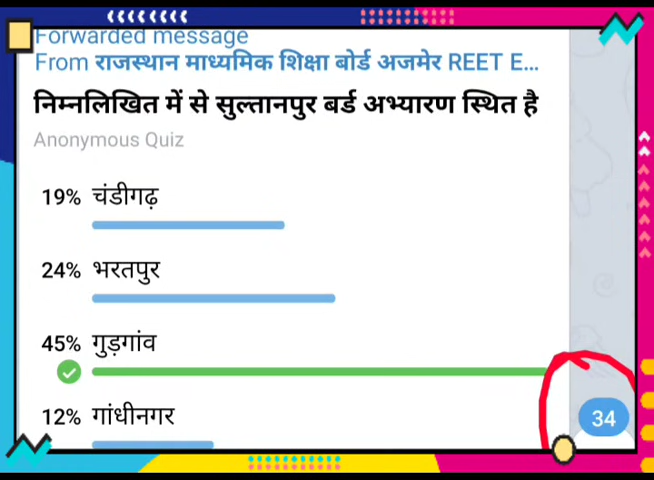 Forwarded message
From राजस्थान माध्यमिक शिक्षा बोर्ड अजमेर REET E...
निम्नलिखित में से सुल्तानपुर बर्ड अभ्यारण स्थित है
Anonymous Quiz
19% चंडीगढ़
24% भरतपुर
45% गुड़गांव
12% गांधीनगर
34